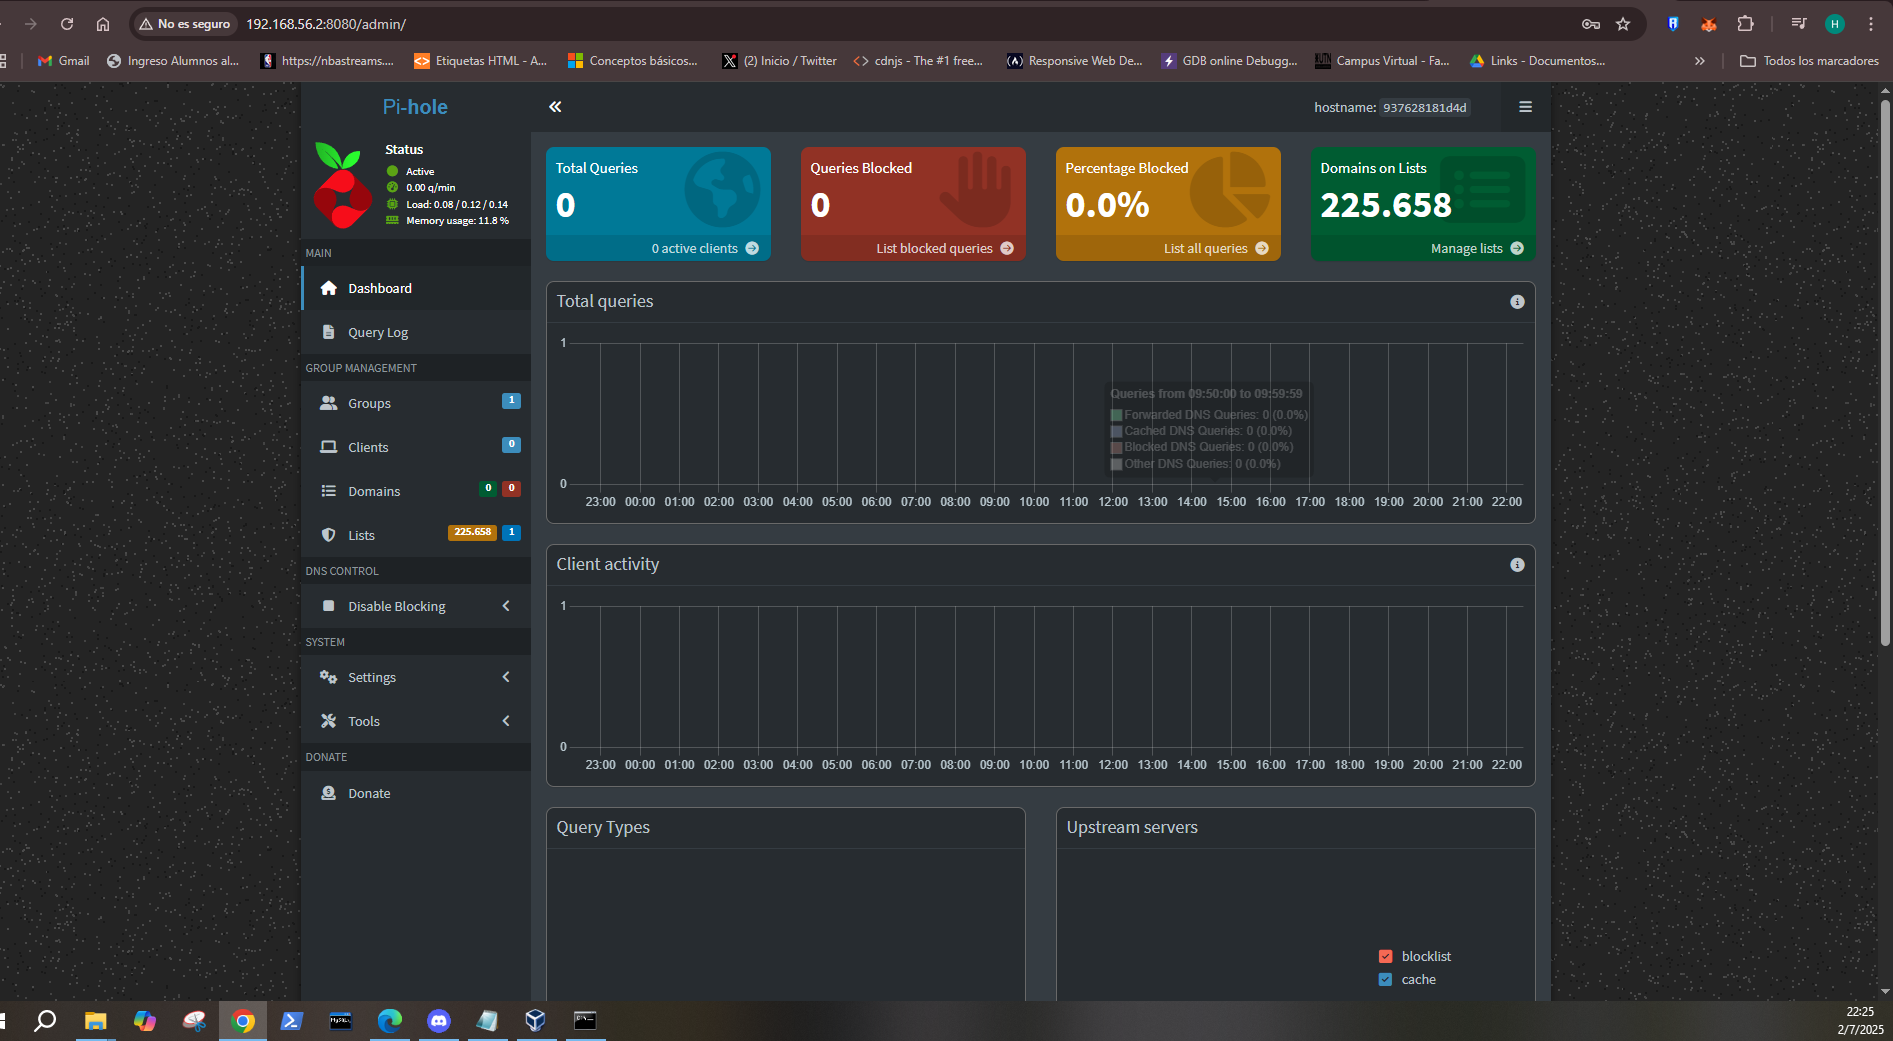 No es seguro
192.168.56.2:8080/admin/
H
Gmail
Ingreso Alumnos al...
https://nbastreams....
Etiquetas HTML - A...
Conceptos básicos...
(2) Inicio / Twitter
cdnjs - The #1 free...
Responsive Web De...
GDB online Debugg...
Campus Virtual - Fa...
Links - Documentos...
Todos los marcadores
Pi-hole
hostname: 937628181d4d
Status
Active
0.00 q/min
Load: 0.08 / 0.12 / 0.14
Memory usage: 11.8 %
MAIN
Dashboard
Query Log
GROUP MANAGEMENT
Groups 1
Clients 0
Domains 0 0
Lists 225.658 1
DNS CONTROL
Disable Blocking
SYSTEM
Settings
Tools
DONATE
Donate
Total Queries
0
0 active clients
Queries Blocked
0
List blocked queries
Percentage Blocked
0.0%
List all queries
Domains on Lists
225.658
Manage lists
Total queries
1
Queries from 09:50:00 to 09:59:59
Forwarded DNS Queries: 0 (0.0%)
Cached DNS Queries: 0 (0.0%)
Blocked DNS Queries: 0 (0.0%)
Other DNS Queries: 0 (0.0%)
0
23:00 00:00 01:00 02:00 03:00 04:00 05:00 06:00 07:00 08:00 09:00 10:00 11:00 12:00 13:00 14:00 15:00 16:00 17:00 18:00 19:00 20:00 21:00 22:00
Client activity
1
0
23:00 00:00 01:00 02:00 03:00 04:00 05:00 06:00 07:00 08:00 09:00 10:00 11:00 12:00 13:00 14:00 15:00 16:00 17:00 18:00 19:00 20:00 21:00 22:00
Query Types
Upstream servers
blocklist
cache
22:25
2/7/2025